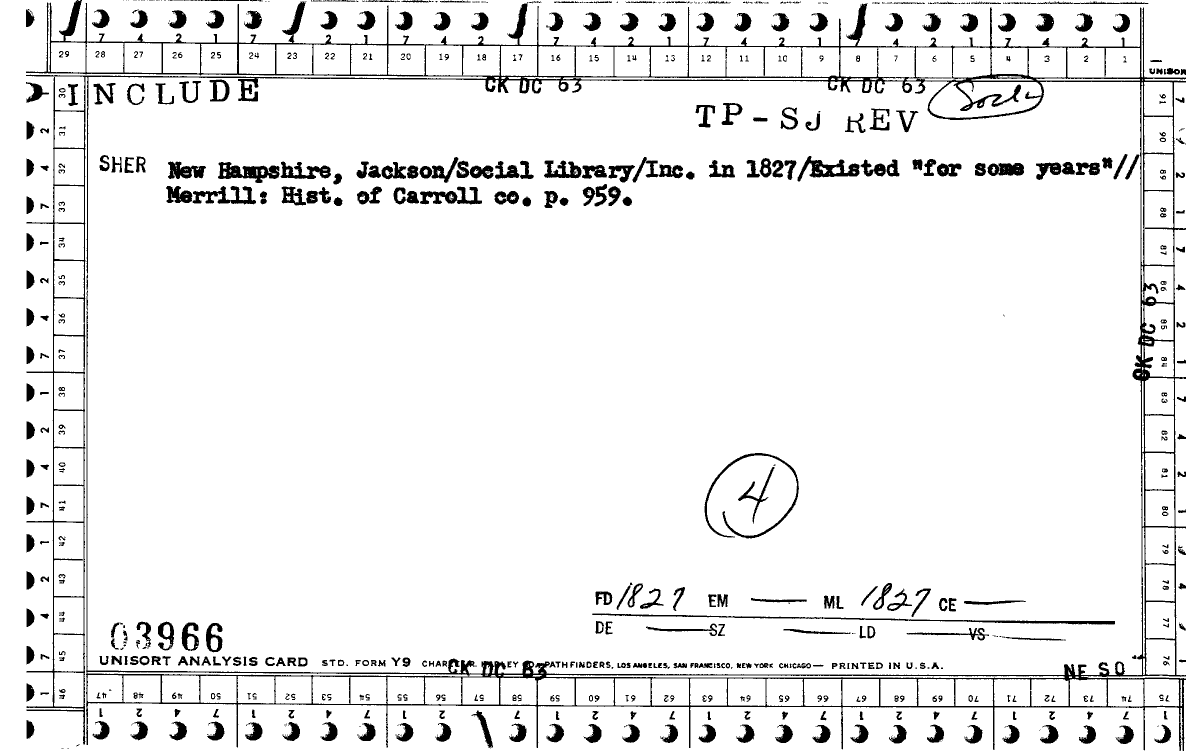 7 4 2 1 7 4 2 1 7 4 2 1 7 4 2 1 7 4 2 1 7 4 2 1
29 28 27 26 25 24 23 22 21 20 19 18 17 16 15 14 13 12 11 10 9 8 7 6 5 4 3 2 1
UNISOR
INCLUDE
CK DC 63
CK DC 63
TP-SJ REV
SHER New Hampshire, Jackson/Social Library/Inc. in 1827/Existed "for some years"//
Merrill: Hist. of Carroll co. p. 959.
CK DC 63
4
FD 1827 EM — ML 1827 CE —
DE — SZ — LD — VS —
03966
UNISORT ANALYSIS CARD STD. FORM Y9 PATHFINDERS, LOS ANGELES, SAN FRANCISCO, NEW YORK CHICAGO — PRINTED IN U.S.A.
CK DC 63
NE SO
30 31 32 33 34 35 36 37 38 39 40 41 42 43 44 45 46
47 48 49 50 51 52 53 54 55 56 57 58 59 60 61 62 63 64 65 66 67 68 69 70 71 72 73 74 75
91 90 89 88 87 86 85 84 83 82 81 80 79 78 77 76